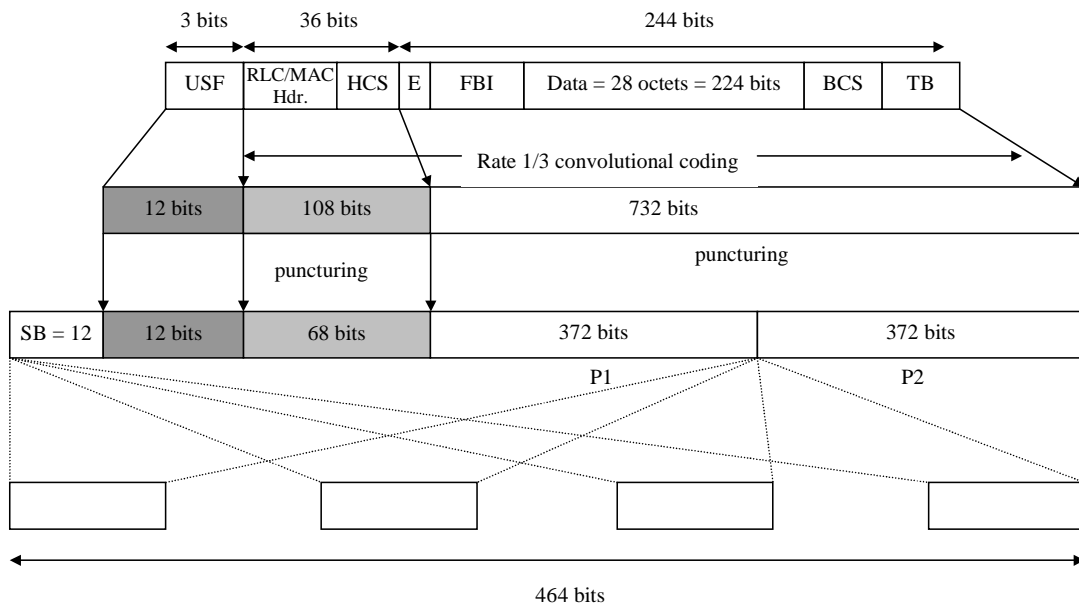 3 bits 36 bits 244 bits
USF RLC/MAC Hdr. HCS E FBI Data = 28 octets = 224 bits BCS TB
Rate 1/3 convolutional coding
12 bits 108 bits 732 bits
puncturing puncturing
SB = 12 12 bits 68 bits 372 bits 372 bits
P1 P2
464 bits